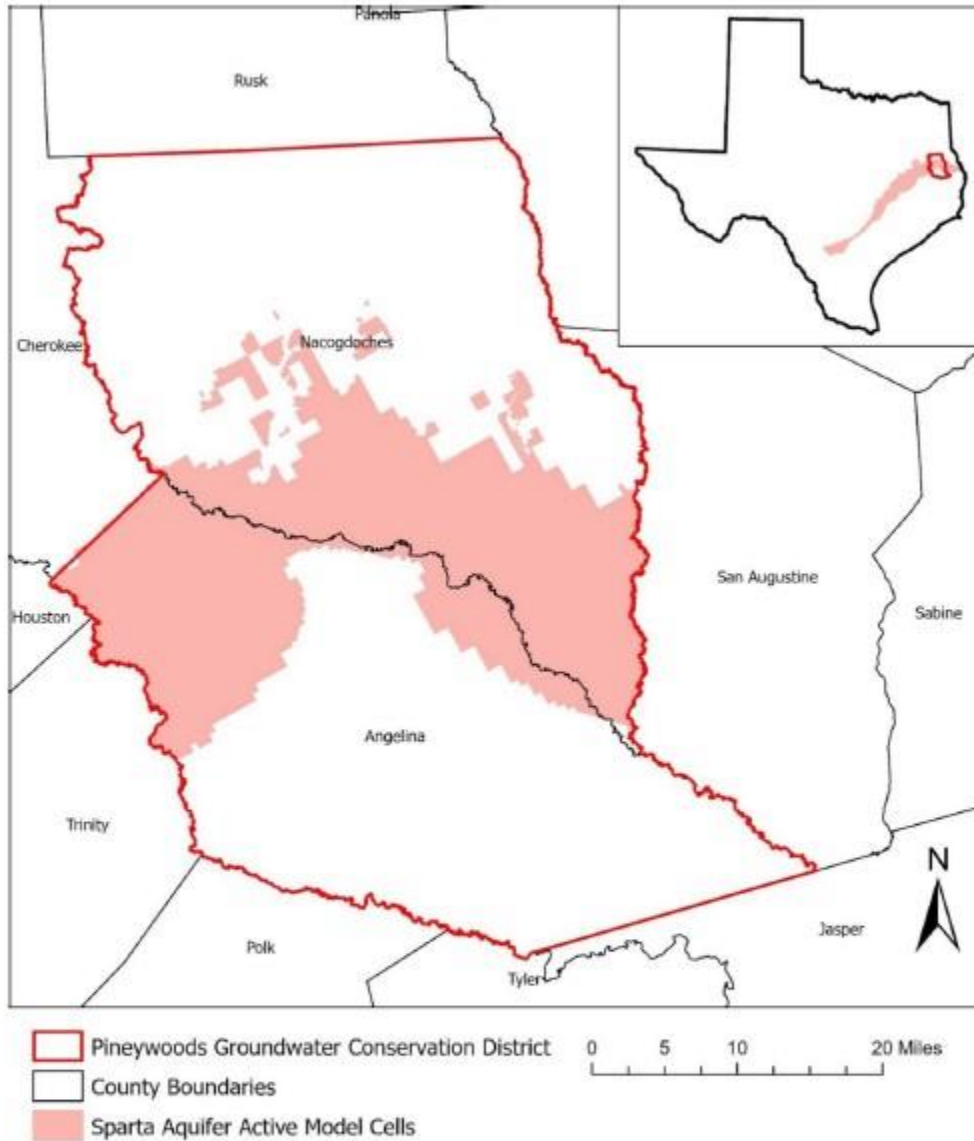 Panola
Rusk
Cherokee
Nacogdoches
San Augustine
Sabine
Houston
Angelina
Trinity
Polk
Tyler
Jasper
N
Pineywoods Groundwater Conservation District
County Boundaries
Sparta Aquifer Active Model Cells
0 5 10 20 Miles